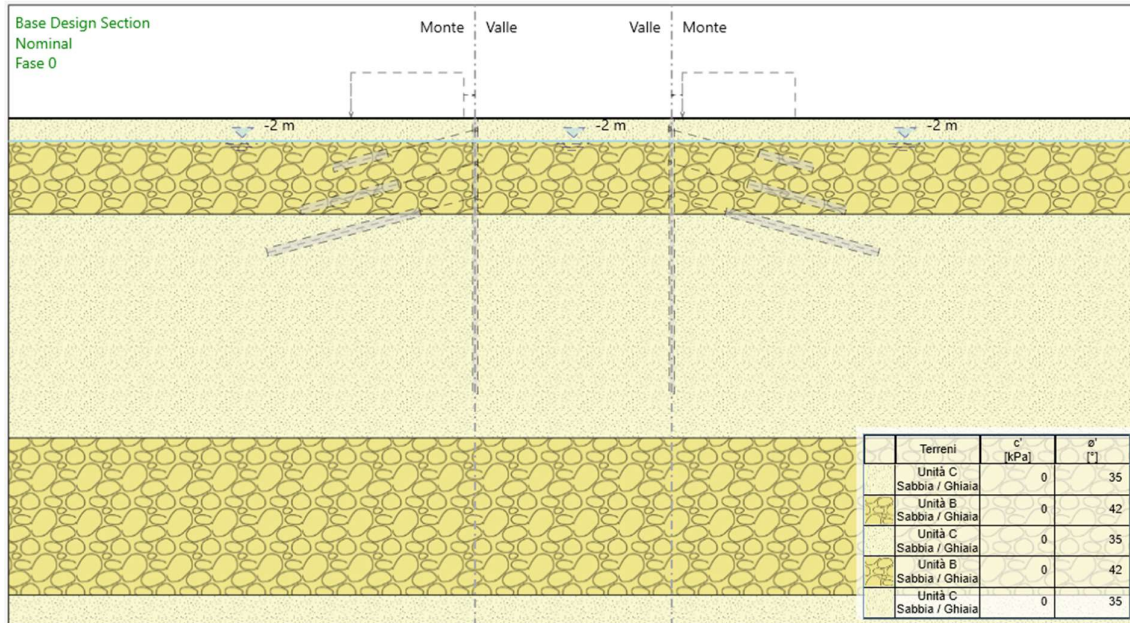 Base Design Section
Nominal
Fase 0
Monte Valle Valle Monte
-2 m -2 m -2 m
Terreni c' [kPa] ø' [°]
Unità C
Sabbia / Ghiaia 0 35
Unità B
Sabbia / Ghiaia 0 42
Unità C
Sabbia / Ghiaia 0 35
Unità B
Sabbia / Ghiaia 0 42
Unità C
Sabbia / Ghiaia 0 35